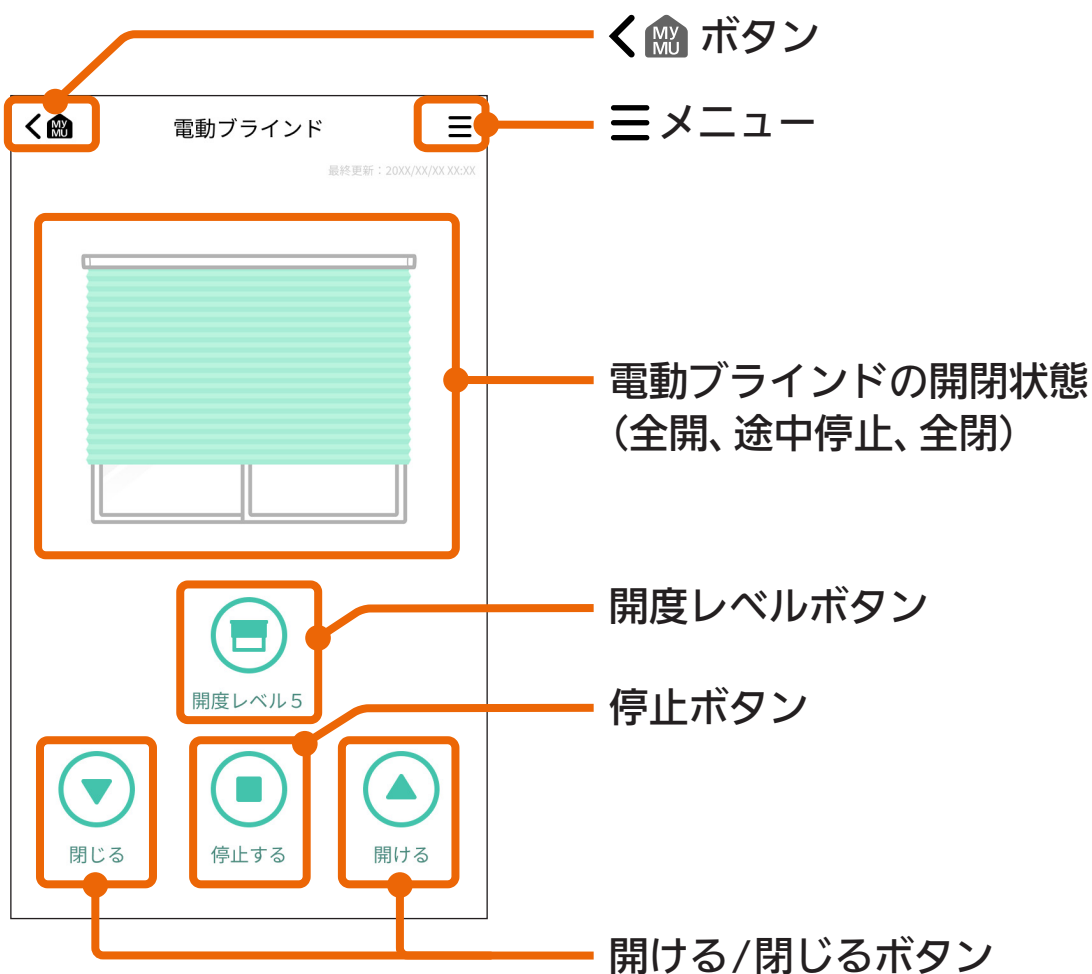 MY
MU ボタン
メニュー
MY
MU
電動ブラインド
最終更新：20XX/XX/XX XX:XX
電動ブラインドの開閉状態
（全開、途中停止、全閉）
開度レベルボタン
開度レベル５
停止ボタン
閉じる
停止する
開ける
開ける/閉じるボタン